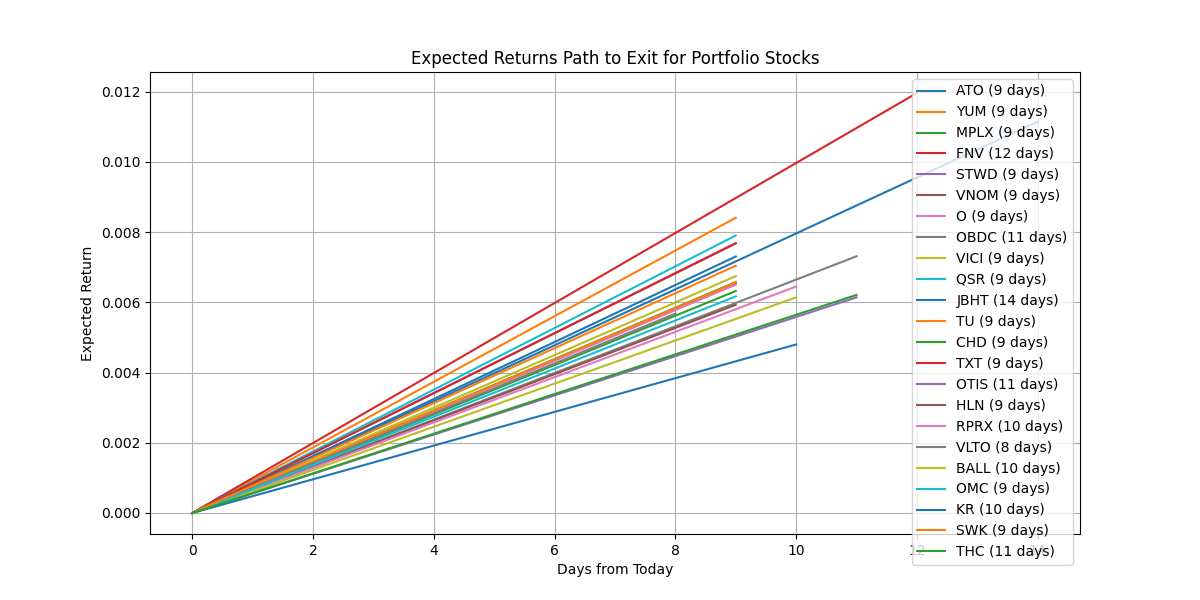 Expected Returns Path to Exit for Portfolio Stocks
Expected Return
0.012
0.010
0.008
0.006
0.004
0.002
0.000
0 2 4 6 8 10 12 14
Days from Today
ATO (9 days)
YUM (9 days)
MPLX (9 days)
FNV (12 days)
STWD (9 days)
VNOM (9 days)
O (9 days)
OBDC (11 days)
VICI (9 days)
QSR (9 days)
JBHT (14 days)
TU (9 days)
CHD (9 days)
TXT (9 days)
OTIS (11 days)
HLN (9 days)
RPRX (10 days)
VLTO (8 days)
BALL (10 days)
OMC (9 days)
KR (10 days)
SWK (9 days)
THC (11 days)